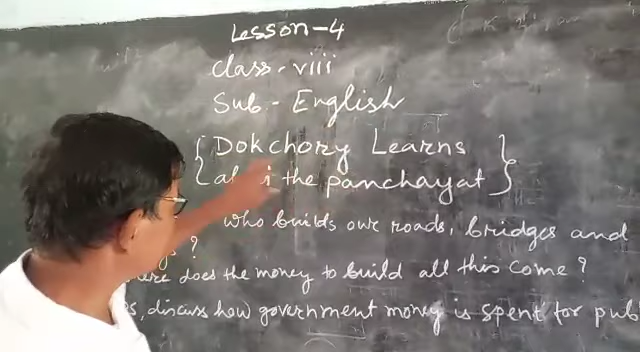 Lesson-4
Class-viii
Sub- English
{ Dokchory Learns
the panchayat }
who builds our roads, bridges and
?
does the money to build all this come?
discuss how government money is spent for pub